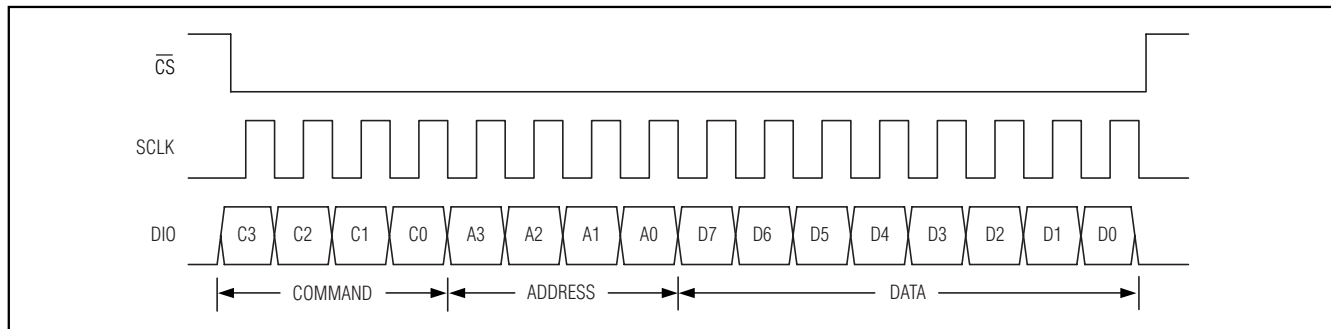 C̅S̅
SCLK
DIO C3 C2 C1 C0 A3 A2 A1 A0 D7 D6 D5 D4 D3 D2 D1 D0
COMMAND ADDRESS DATA